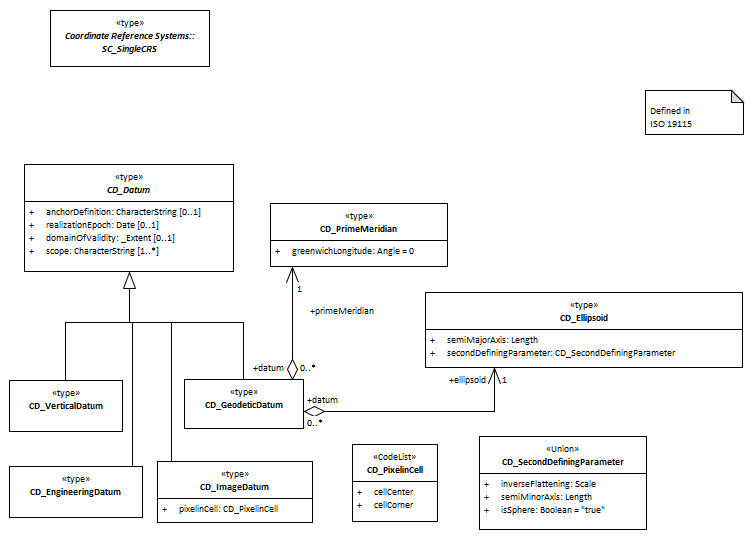 «type»
Coordinate Reference Systems::
SC_SingleCRS
Defined in
ISO 19115
«type»
CD_Datum
+ anchorDefinition: CharacterString [0..1]
+ realizationEpoch: Date [0..1]
+ domainOfValidity: _Extent [0..1]
+ scope: CharacterString [1..*]
«type»
CD_PrimeMeridian
+ greenwichLongitude: Angle = 0
1
+primeMeridian
«type»
CD_Ellipsoid
+ semiMajorAxis: Length
+ secondDefiningParameter: CD_SecondDefiningParameter
+datum 0..*
+ellipsoid 1
«type»
CD_VerticalDatum
«type»
CD_GeodeticDatum
+datum
0..*
«type»
CD_EngineeringDatum
«type»
CD_ImageDatum
+ pixelinCell: CD_PixelinCell
«CodeList»
CD_PixelinCell
+ cellCenter
+ cellCorner
«Union»
CD_SecondDefiningParameter
+ inverseFlattening: Scale
+ semiMinorAxis: Length
+ isSphere: Boolean = "true"